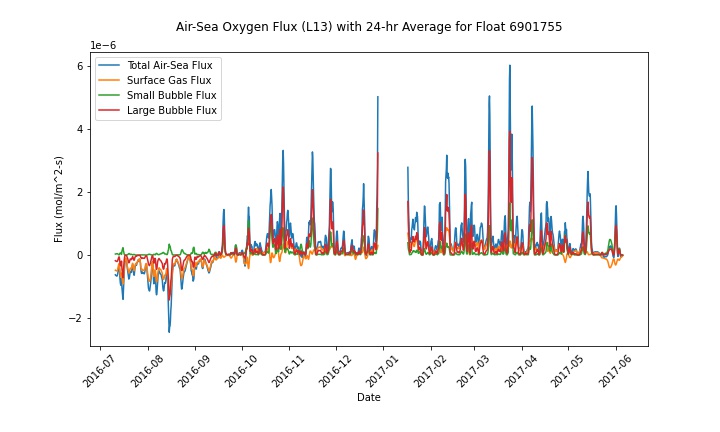 Air-Sea Oxygen Flux (L13) with 24-hr Average for Float 6901755
1e−6
Total Air-Sea Flux
Surface Gas Flux
Small Bubble Flux
Large Bubble Flux
6
4
2
0
−2
Flux (mol/m^2-s)
2016-07
2016-08
2016-09
2016-10
2016-11
2016-12
2017-01
2017-02
2017-03
2017-04
2017-05
2017-06
Date